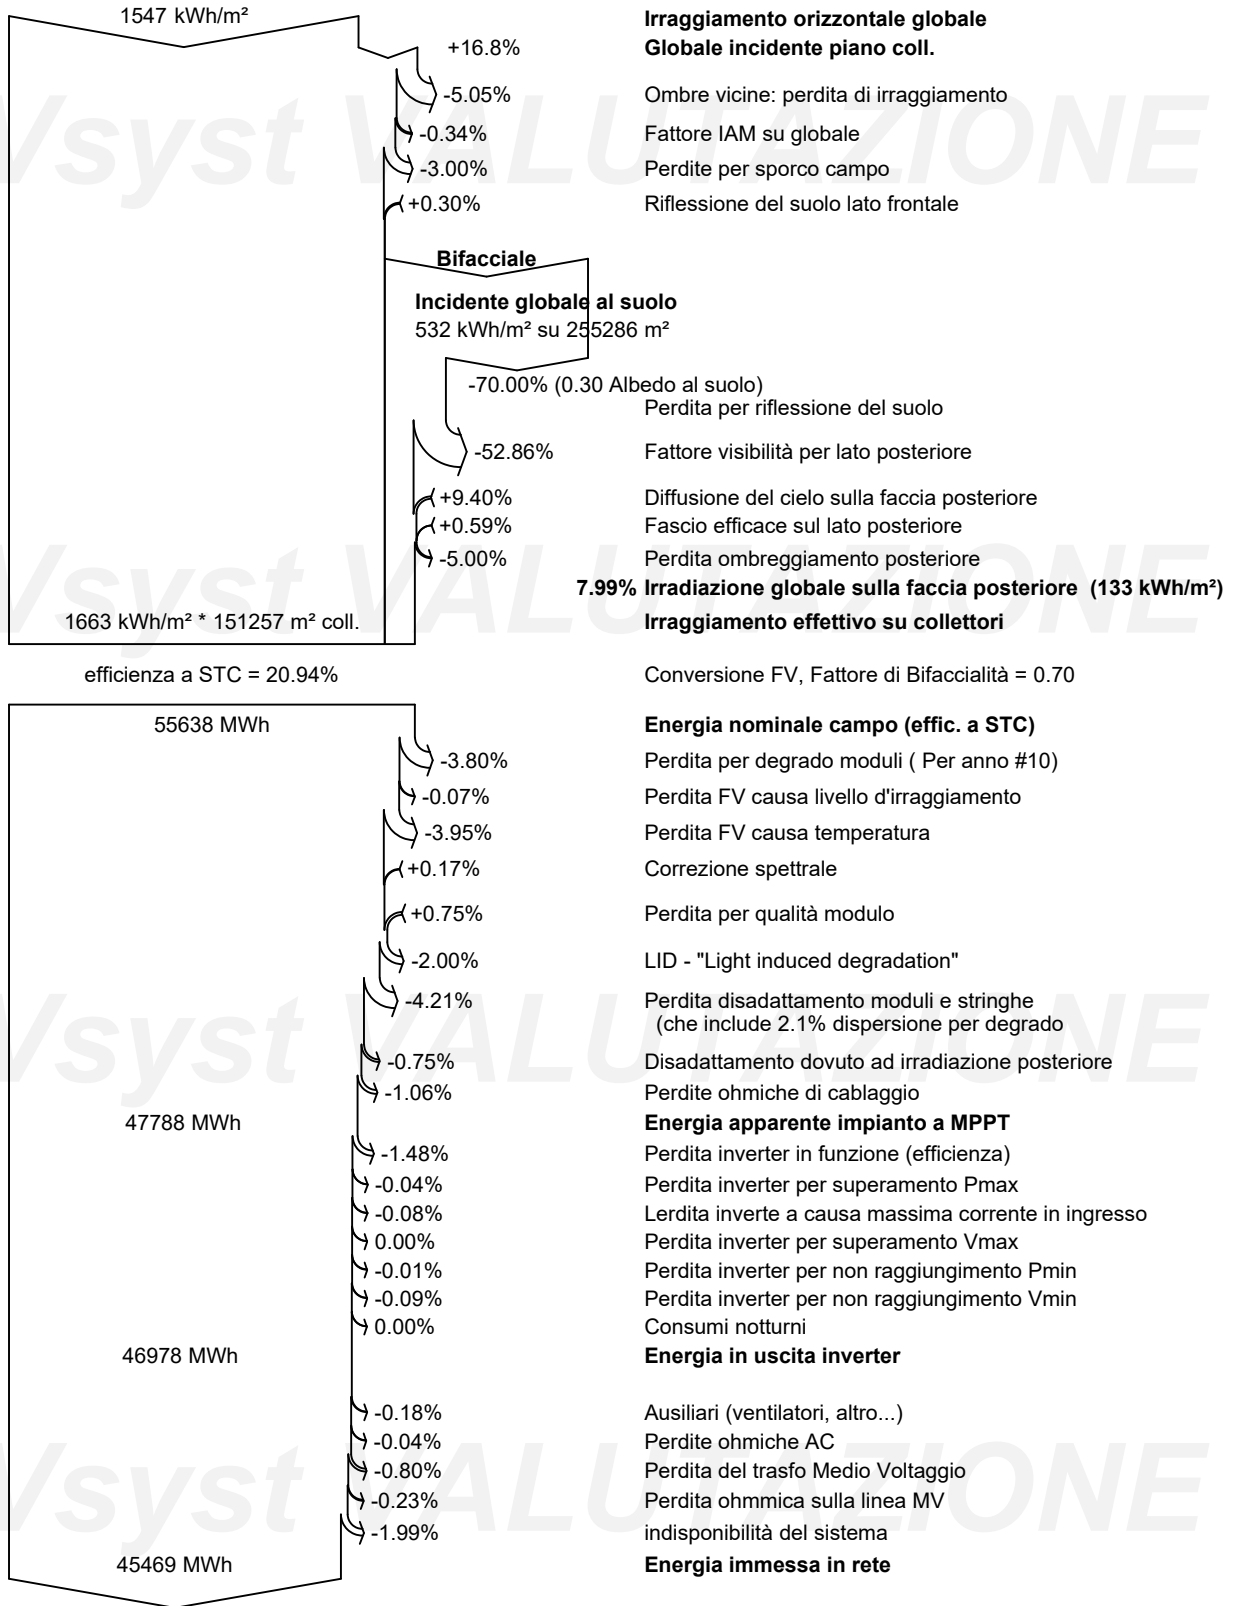 1547 kWh/m² Irraggiamento orizzontale globale
+16.8% Globale incidente piano coll.
-5.05% Ombre vicine: perdita di irraggiamento
-0.34% Fattore IAM su globale
-3.00% Perdite per sporco campo
+0.30% Riflessione del suolo lato frontale
Bifacciale
Incidente globale al suolo
532 kWh/m² su 255286 m²
-70.00% (0.30 Albedo al suolo)
Perdita per riflessione del suolo
-52.86% Fattore visibilità per lato posteriore
+9.40% Diffusione del cielo sulla faccia posteriore
+0.59% Fascio efficace sul lato posteriore
-5.00% Perdita ombreggiamento posteriore
7.99% Irradiazione globale sulla faccia posteriore (133 kWh/m²)
1663 kWh/m² * 151257 m² coll. Irraggiamento effettivo su collettori
efficienza a STC = 20.94% Conversione FV, Fattore di Bifaccialità = 0.70
55638 MWh Energia nominale campo (effic. a STC)
-3.80% Perdita per degrado moduli ( Per anno #10)
-0.07% Perdita FV causa livello d'irraggiamento
-3.95% Perdita FV causa temperatura
+0.17% Correzione spettrale
+0.75% Perdita per qualità modulo
-2.00% LID - "Light induced degradation"
-4.21% Perdita disadattamento moduli e stringhe
(che include 2.1% dispersione per degrado
-0.75% Disadattamento dovuto ad irradiazione posteriore
-1.06% Perdite ohmiche di cablaggio
47788 MWh Energia apparente impianto a MPPT
-1.48% Perdita inverter in funzione (efficienza)
-0.04% Perdita inverter per superamento Pmax
-0.08% Lerdita inverte a causa massima corrente in ingresso
0.00% Perdita inverter per superamento Vmax
-0.01% Perdita inverter per non raggiungimento Pmin
-0.09% Perdita inverter per non raggiungimento Vmin
0.00% Consumi notturni
46978 MWh Energia in uscita inverter
-0.18% Ausiliari (ventilatori, altro...)
-0.04% Perdite ohmiche AC
-0.80% Perdita del trasfo Medio Voltaggio
-0.23% Perdita ohmmica sulla linea MV
-1.99% indisponibilità del sistema
45469 MWh Energia immessa in rete
Vsyst VALUTAZIONE
Vsyst VALUTAZIONE
Vsyst VALUTAZIONE
Vsyst VALUTAZIONE